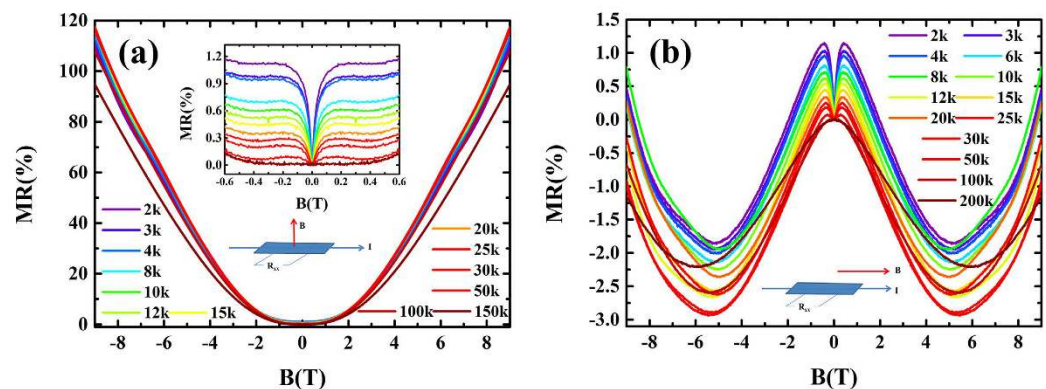 (a)
MR(%)
120
100
80
60
40
20
0
-8 -6 -4 -2 0 2 4 6 8
B(T)
MR(%)
1.2
0.9
0.6
0.3
0.0
-0.6 -0.4 -0.2 0.0 0.2 0.4 0.6
B(T)
B
I
Rxx
2k
3k
4k
8k
10k
12k 15k
20k
25k
30k
50k
100k 150k
(b)
MR(%)
1.5
1.0
0.5
0.0
-0.5
-1.0
-1.5
-2.0
-2.5
-3.0
-8 -6 -4 -2 0 2 4 6 8
B(T)
2k 3k
4k 6k
8k 10k
12k 15k
20k 25k
30k
50k
100k
200k
B
I
Rxx